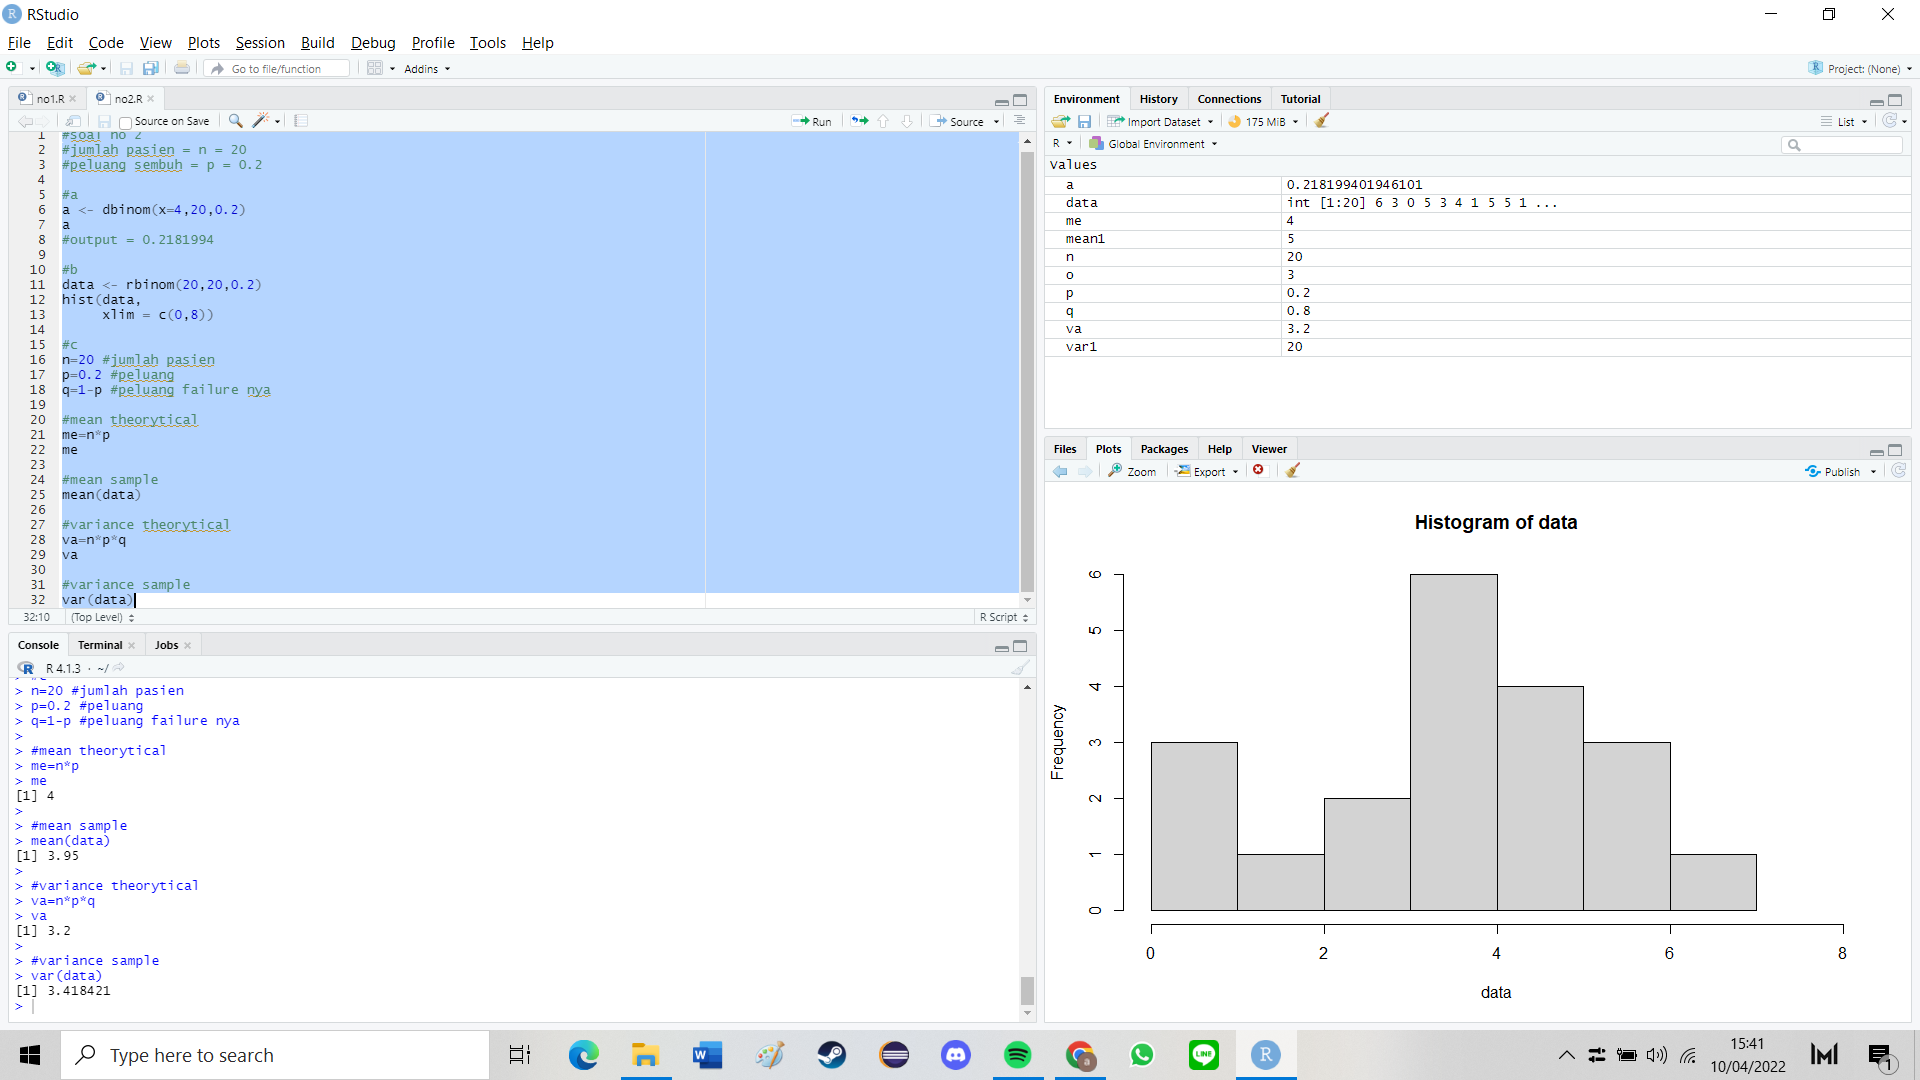 RStudio
File Edit Code View Plots Session Build Debug Profile Tools Help
Go to file/function Addins Project: (None)
no1.R no2.R
Source on Save Run Source
1 #soal no 2
2 #jumlah pasien = n = 20
3 #peluang sembuh = p = 0.2
4
5 #a
6 a <- dbinom(x=4,20,0.2)
7 a
8 #output = 0.2181994
9
10 #b
11 data <- rbinom(20,20,0.2)
12 hist(data,
13 xlim = c(0,8))
14
15 #c
16 n=20 #jumlah pasien
17 p=0.2 #peluang
18 q=1-p #peluang failure nya
19
20 #mean theorytical
21 me=n*p
22 me
23
24 #mean sample
25 mean(data)
26
27 #variance theorytical
28 va=n*p*q
29 va
30
31 #variance sample
32 var(data)
32:10 (Top Level) R Script
Console Terminal Jobs
R 4.1.3 · ~/
> n=20 #jumlah pasien
> p=0.2 #peluang
> q=1-p #peluang failure nya
>
> #mean theorytical
> me=n*p
> me
[1] 4
>
> #mean sample
> mean(data)
[1] 3.95
>
> #variance theorytical
> va=n*p*q
> va
[1] 3.2
>
> #variance sample
> var(data)
[1] 3.418421
>
Environment History Connections Tutorial
Import Dataset 175 MiB List
R Global Environment
Values
a 0.218199401946101
data int [1:20] 6 3 0 5 3 4 1 5 5 1 ...
me 4
mean1 5
n 20
o 3
p 0.2
q 0.8
va 3.2
var1 20
Files Plots Packages Help Viewer
Zoom Export Publish
Histogram of data
Frequency
6
5
4
3
2
1
0
0 2 4 6 8
data
Type here to search
15:41
10/04/2022
1